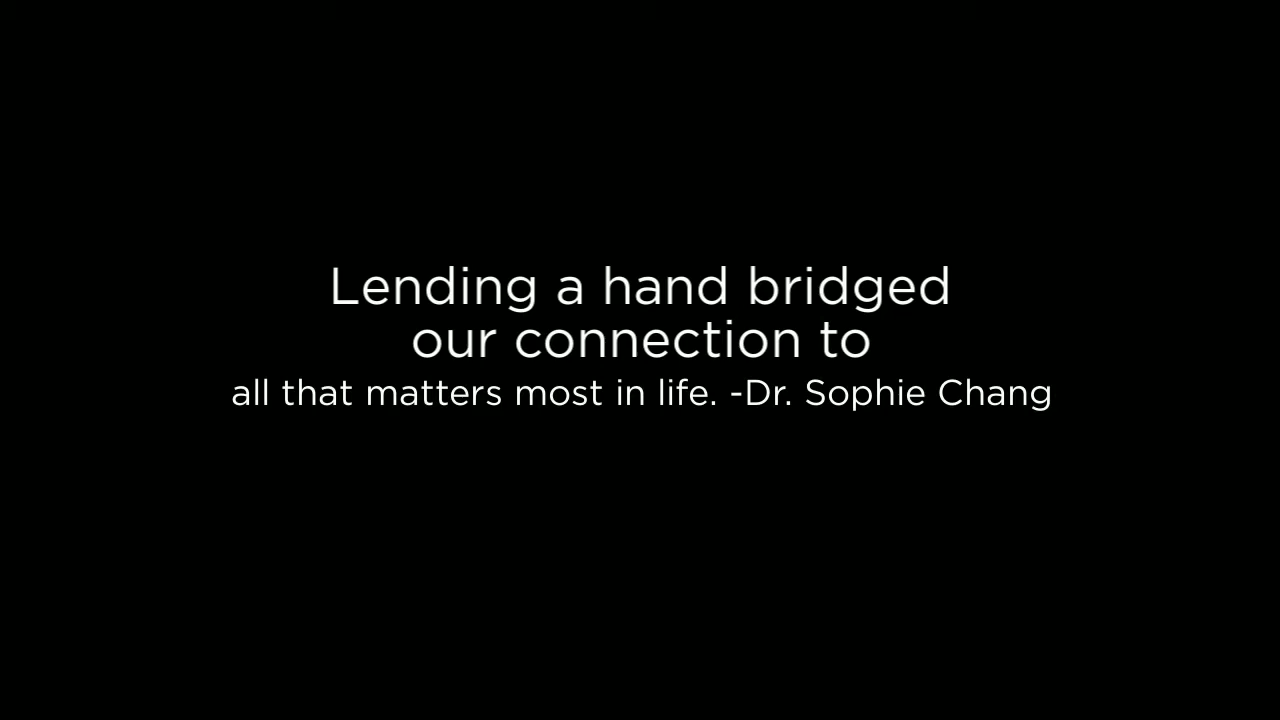 Lending a hand bridged
our connection to
all that matters most in life. -Dr. Sophie Chang